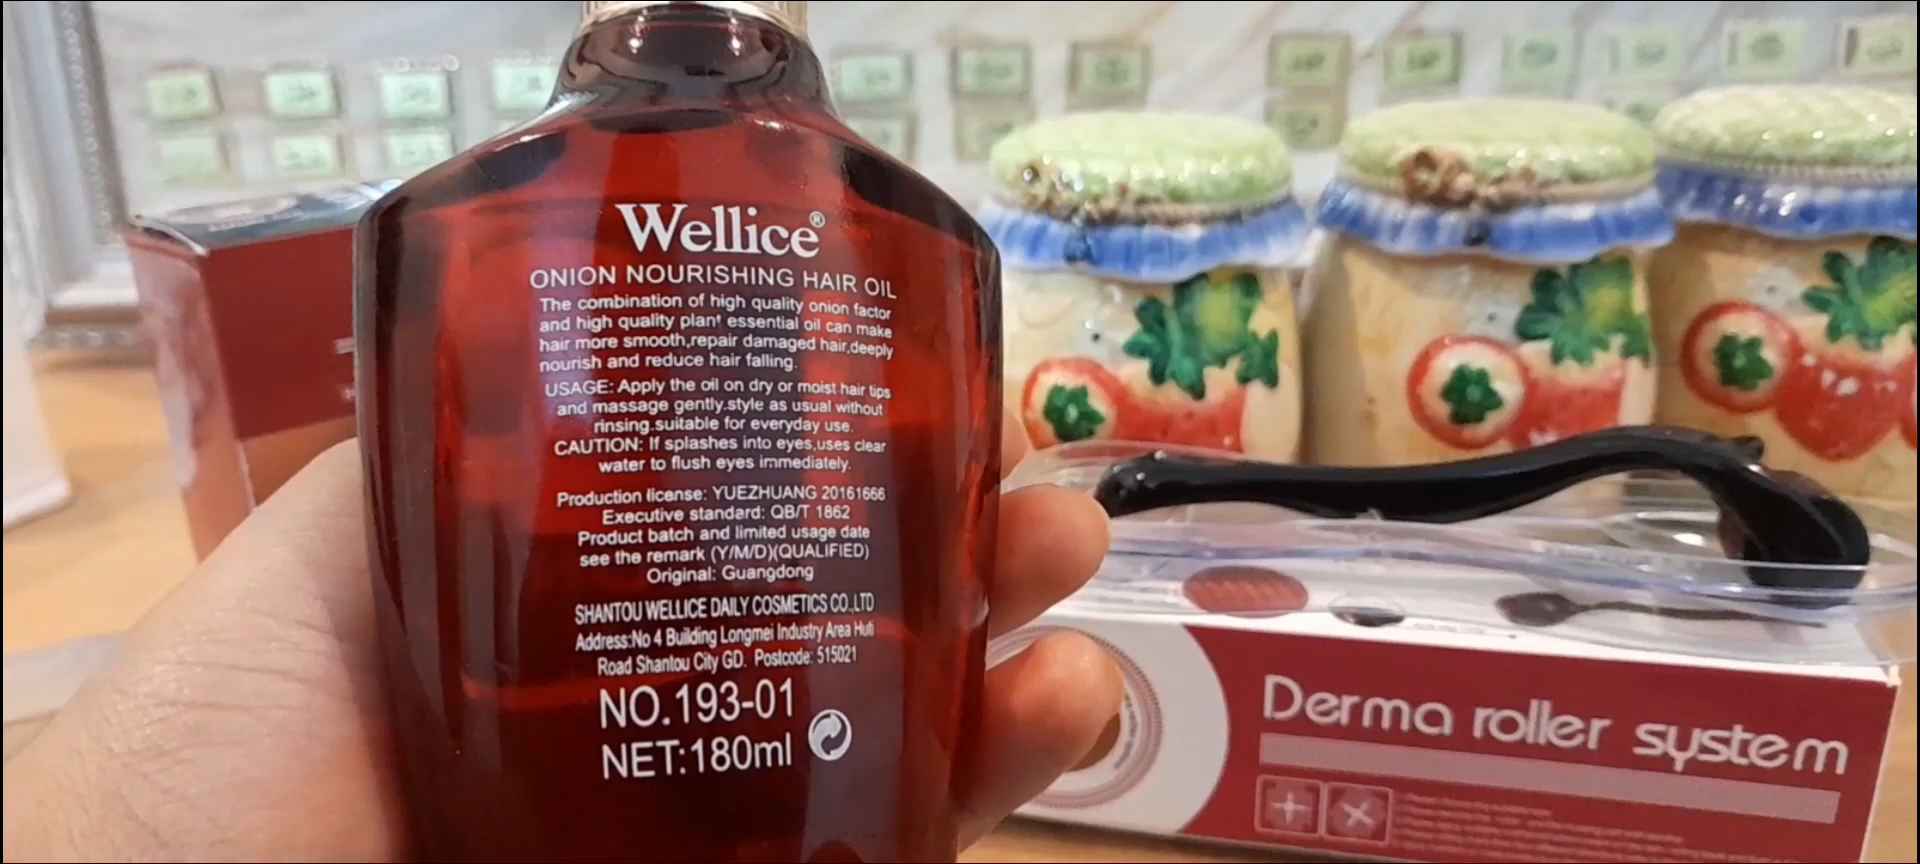 Wellice®
ONION NOURISHING HAIR OIL
The combination of high quality onion factor
and high quality plant essential oil can make
hair more smooth,repair damaged hair,deeply
nourish and reduce hair falling.
USAGE: Apply the oil on dry or moist hair tips
and massage gently.style as usual without
rinsing.suitable for everyday use.
CAUTION: If splashes into eyes,uses clear
water to flush eyes immediately.
Production license: YUEZHUANG 20161666
Executive standard: QB/T 1862
Product batch and limited usage date
see the remark (Y/M/D)(QUALIFIED)
Original: Guangdong
SHANTOU WELLICE DAILY COSMETICS CO.,LTD
Address:No 4 Building Longmei Industry Area Huti
Road Shantou City GD. Postcode: 515021
NO.193-01
NET:180ml
Derma roller system